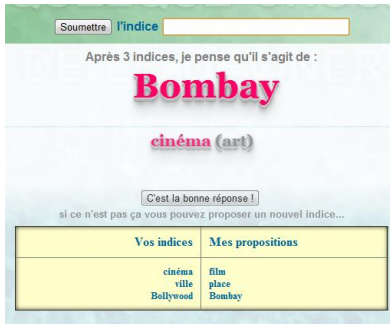 Soumettre l'indice
Après 3 indices, je pense qu'il s'agit de :
Bombay
cinéma (art)
C'est la bonne réponse !
si ce n'est pas ça vous pouvez proposer un nouvel indice...
Vos indices Mes propositions
cinéma film
ville place
Bollywood Bombay